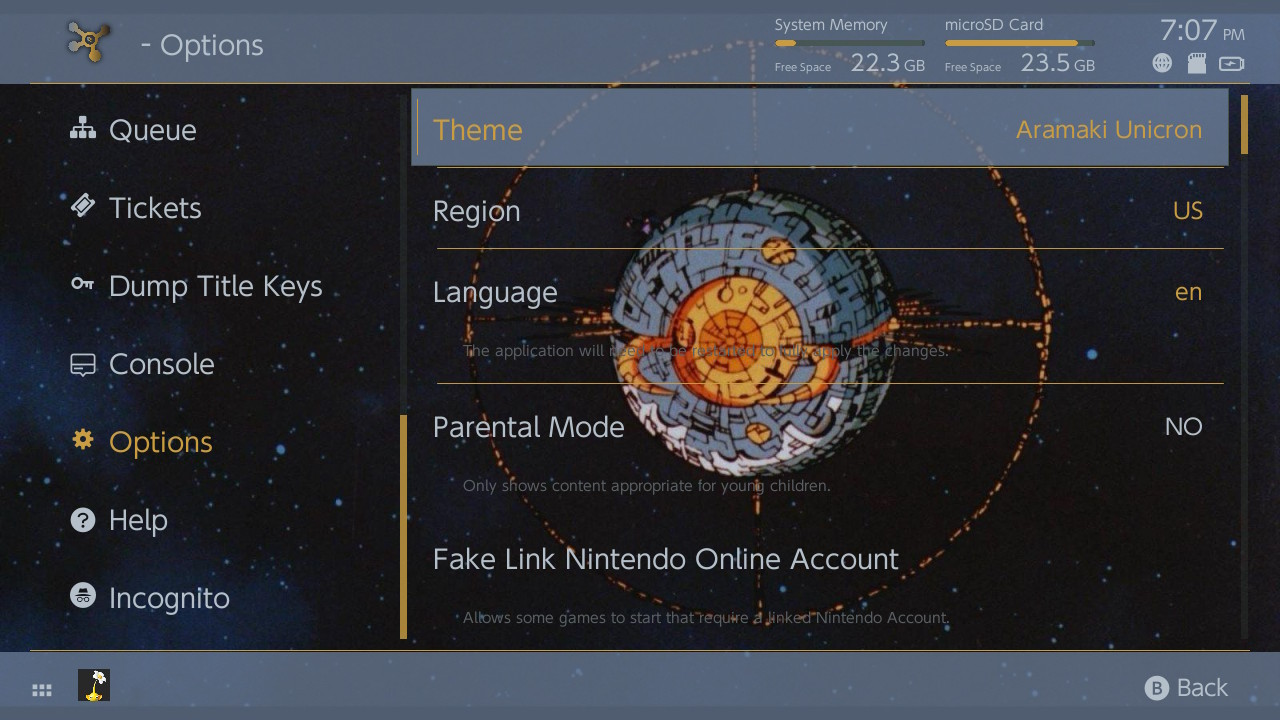 - Options
System Memory
Free Space 22.3 GB
microSD Card
Free Space 23.5 GB
7:07 PM
Queue
Tickets
Dump Title Keys
Console
Options
Help
Incognito
Theme Aramaki Unicron
Region US
Language en
The application will need to be restarted to fully apply the changes.
Parental Mode NO
Only shows content appropriate for young children.
Fake Link Nintendo Online Account
Allows some games to start that require a linked Nintendo Account.
B Back